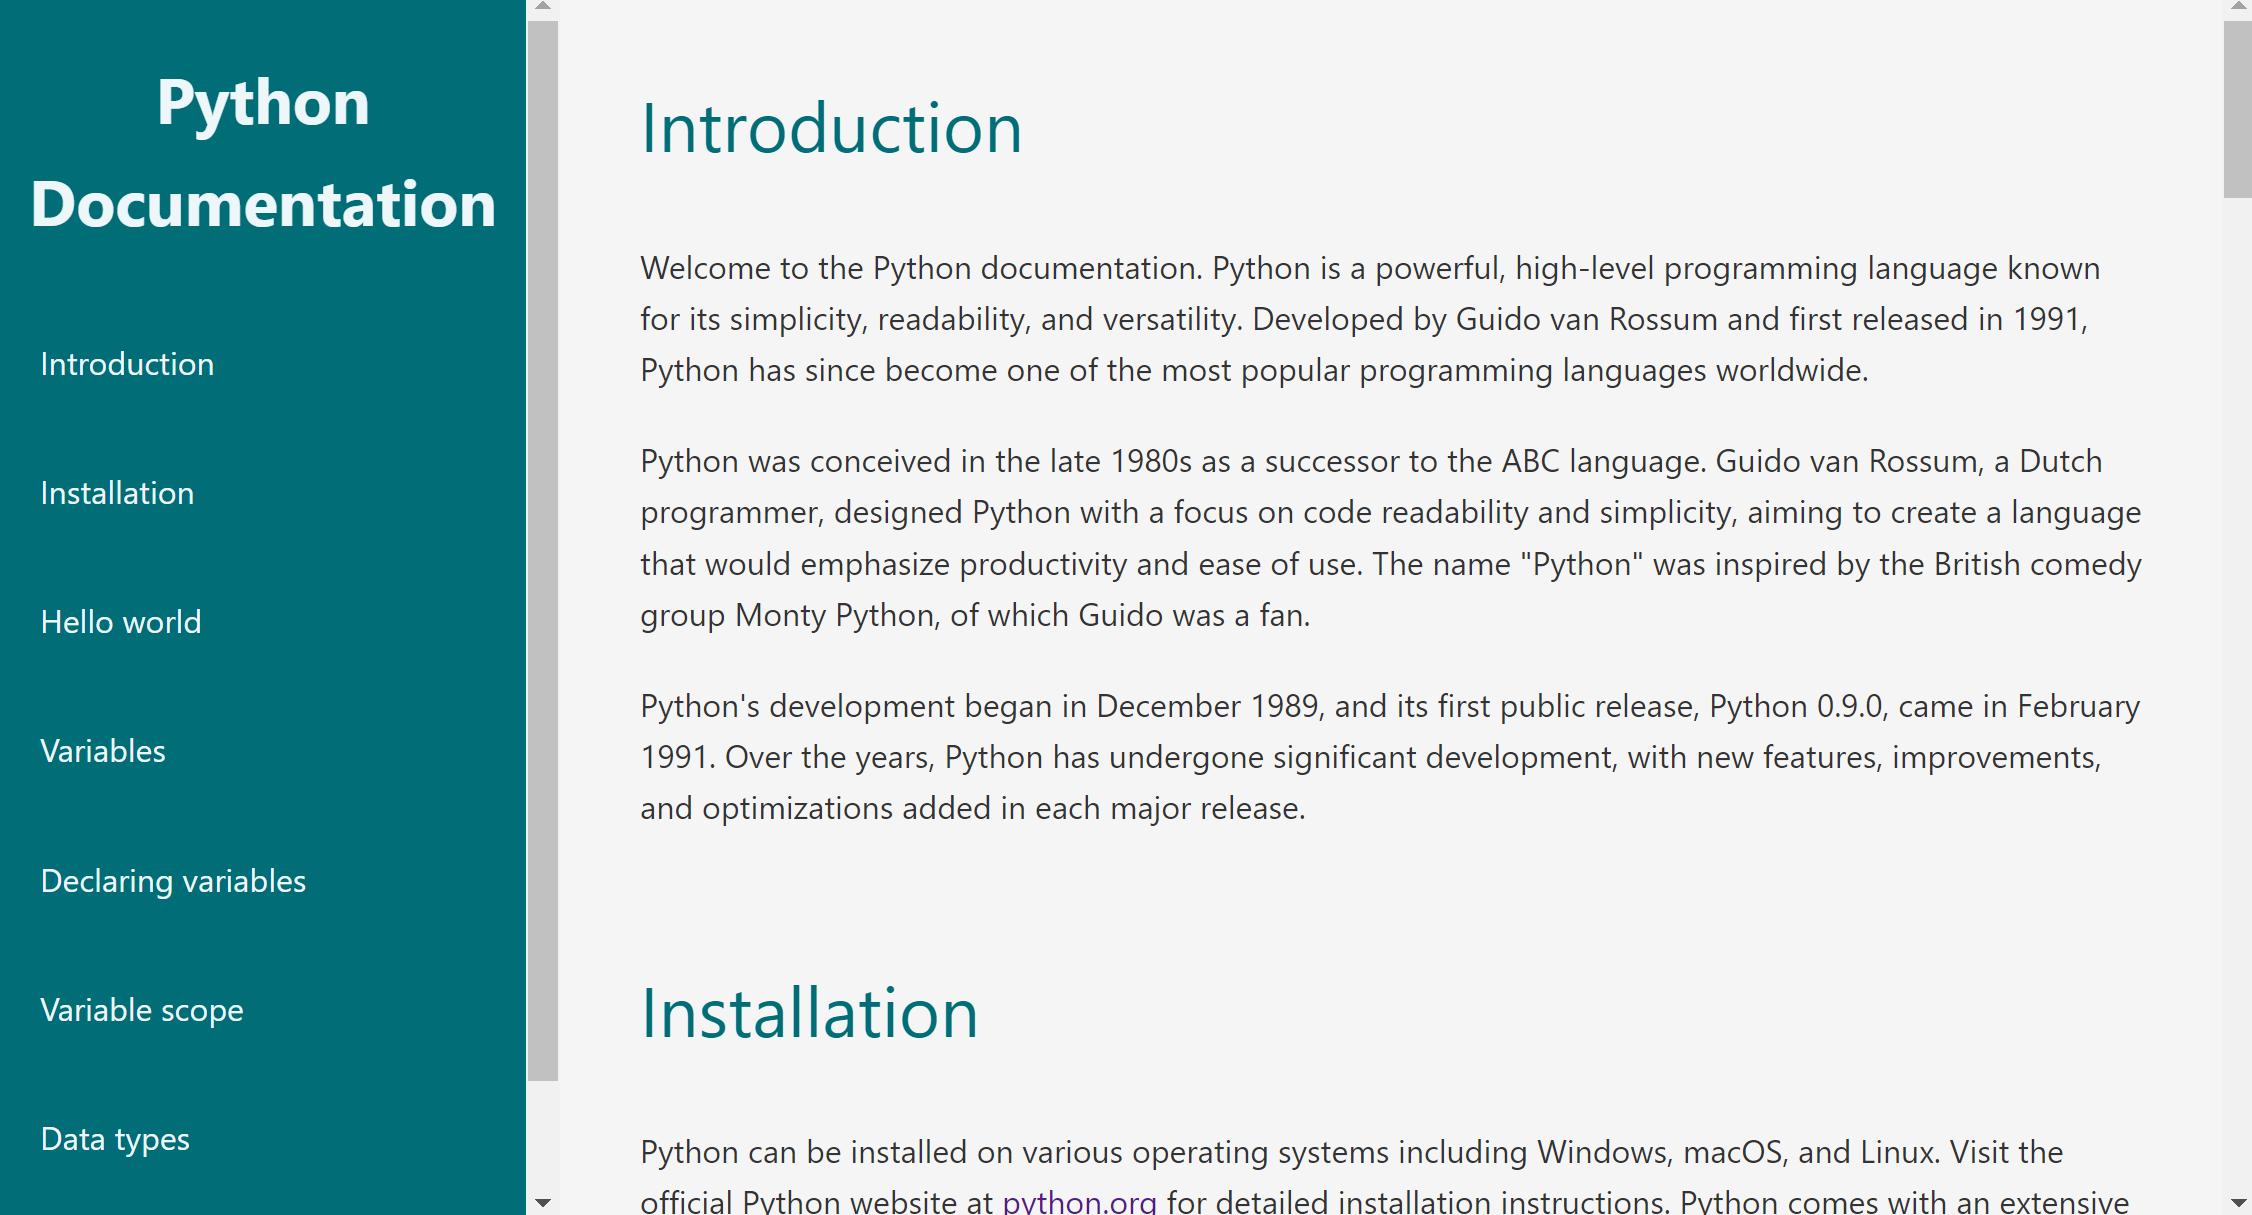 Python
Documentation
Introduction
Installation
Hello world
Variables
Declaring variables
Variable scope
Data types
Introduction
Welcome to the Python documentation. Python is a powerful, high-level programming language known
for its simplicity, readability, and versatility. Developed by Guido van Rossum and first released in 1991,
Python has since become one of the most popular programming languages worldwide.
Python was conceived in the late 1980s as a successor to the ABC language. Guido van Rossum, a Dutch
programmer, designed Python with a focus on code readability and simplicity, aiming to create a language
that would emphasize productivity and ease of use. The name "Python" was inspired by the British comedy
group Monty Python, of which Guido was a fan.
Python's development began in December 1989, and its first public release, Python 0.9.0, came in February
1991. Over the years, Python has undergone significant development, with new features, improvements,
and optimizations added in each major release.
Installation
Python can be installed on various operating systems including Windows, macOS, and Linux. Visit the
official Python website at python.org for detailed installation instructions. Python comes with an extensive